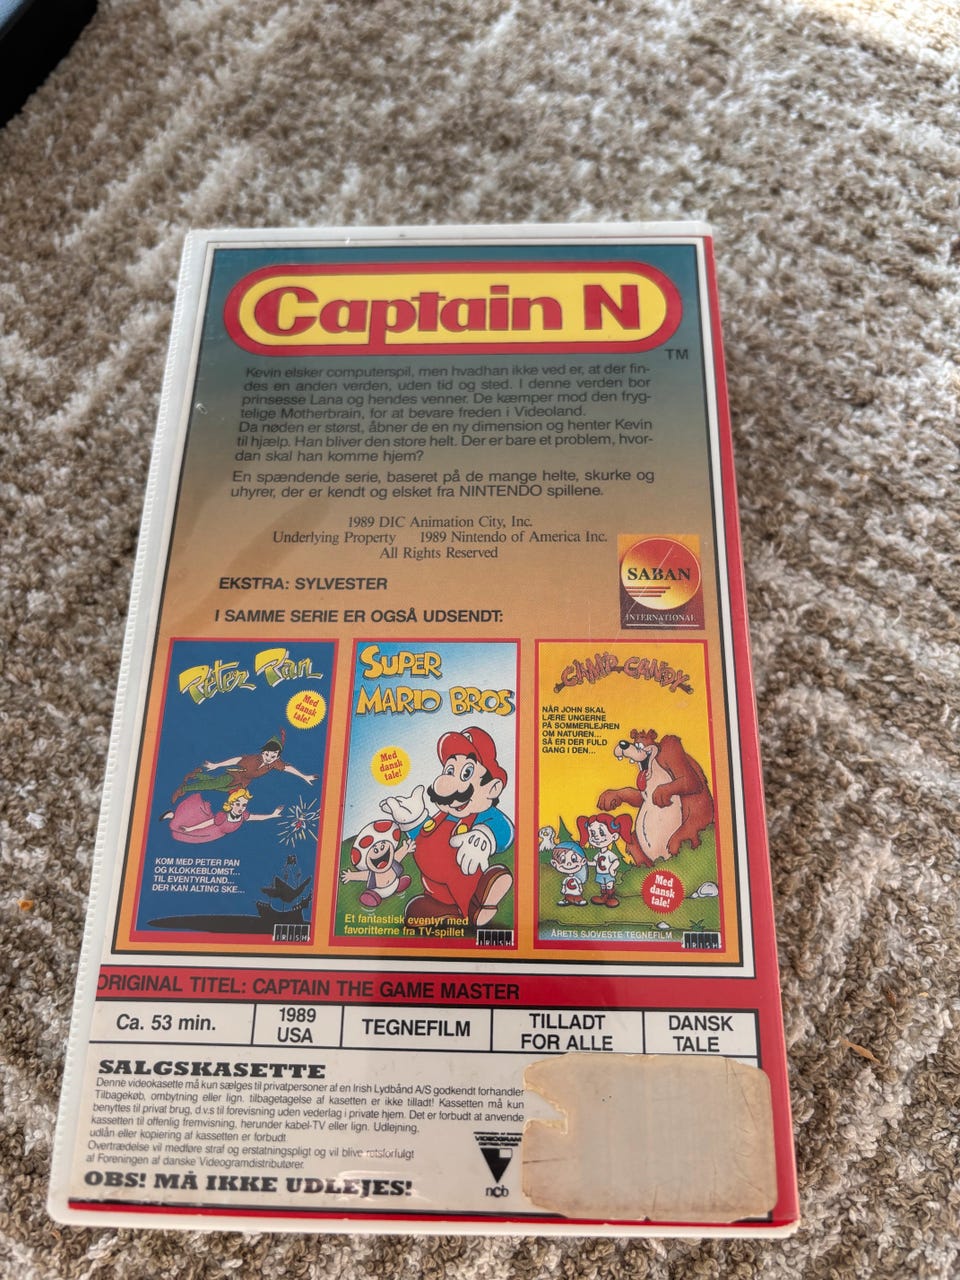 Captain N
TM
Kevin elsker computerspil, men hvadhan ikke ved er, at der fin-
des en anden verden, uden tid og sted. I denne verden bor
prinsesse Lana og hendes venner. De kæmper mod den fryg-
telige Motherbrain, for at bevare freden i Videoland.
Da nøden er størst, åbner de en ny dimension og henter Kevin
til hjælp. Han bliver den store helt. Der er bare et problem, hvor-
dan skal han komme hjem?
En spændende serie, baseret på de mange helte, skurke og
uhyrer, der er kendt og elsket fra NINTENDO spillene.
1989 DIC Animation City, Inc.
Underlying Property 1989 Nintendo of America Inc.
All Rights Reserved
SABAN
INTERNATIONAL
EKSTRA: SYLVESTER
I SAMME SERIE ER OGSÅ UDSENDT:
Peter Pan
Med
dansk
tale!
KOM MED PETER PAN
OG KLOKKEBLOMST...
TIL EVENTYRLAND...
DER KAN ALTING SKE...
IRISH
SUPER
MARIO BROS
Med
dansk
tale!
Et fantastisk eventyr med
favoritterne fra TV-spillet
IRISH
CAMP CANDY
NÅR JOHN SKAL
LÆRE UNGERNE
PÅ SOMMERLEJREN
OM NATUREN...
SÅ ER DER FULD
GANG I DEN...
Med
dansk
tale!
ÅRETS SJOVESTE TEGNEFILM
IRISH
ORIGINAL TITEL: CAPTAIN THE GAME MASTER
Ca. 53 min.
1989
USA
TEGNEFILM
TILLADT
FOR ALLE
DANSK
TALE
SALGSKASETTE
Denne videokasette må kun sælges til privatpersoner af en Irish Lydbånd A/S godkendt forhandler
Tilbagekøb, ombytning eller lign. tilbagetagelse af kasetten er ikke tilladt! Kassetten må kun
benyttes til privat brug, d.v.s til forevisning uden vederlag i private hjem. Det er forbudt at anvende
kassetten til offenlig fremvisning, herunder kabel-TV eller lign. Udlejning,
udlån eller kopiering af kassetten er forbudt
Overtrædelse vil medføre straf og erstatningspligt og vil blive retsforfulgt
af Foreningen af danske Videogramdistributører.
OBS! MÅ IKKE UDLEJES!
VIDEOGRAM
ncb